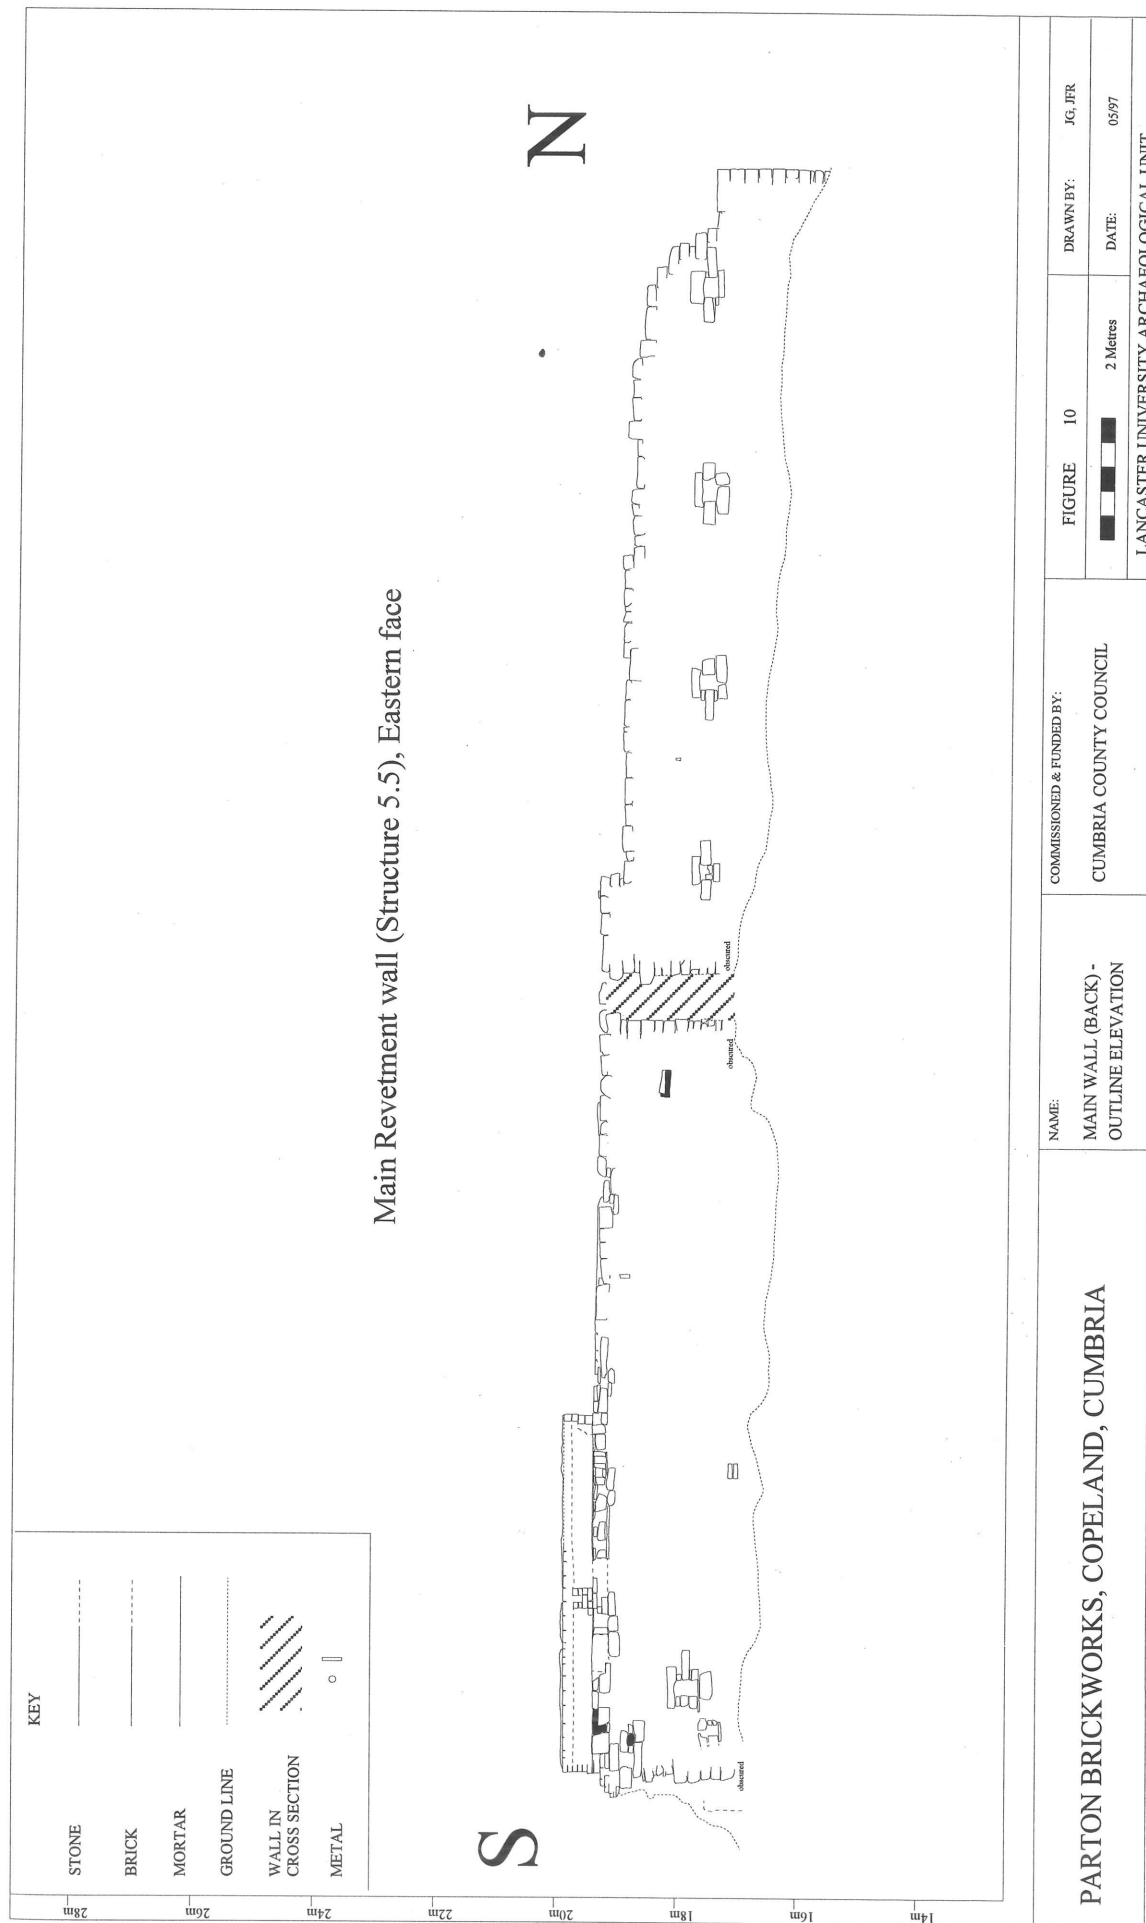 KEY
STONE
BRICK
MORTAR
GROUND LINE
WALL IN
CROSS SECTION
METAL
28m
26m
24m
22m
20m
18m
16m
14m
Main Revetment wall (Structure 5.5), Eastern face
S
N
obscured
obscured
obscured
PARTON BRICKWORKS, COPELAND, CUMBRIA
NAME:
MAIN WALL (BACK) -
OUTLINE ELEVATION
COMMISSIONED & FUNDED BY:
CUMBRIA COUNTY COUNCIL
FIGURE 10
2 Metres
DRAWN BY: JG, JFR
DATE: 05/97
LANCASTER UNIVERSITY ARCHAEOLOGICAL UNIT